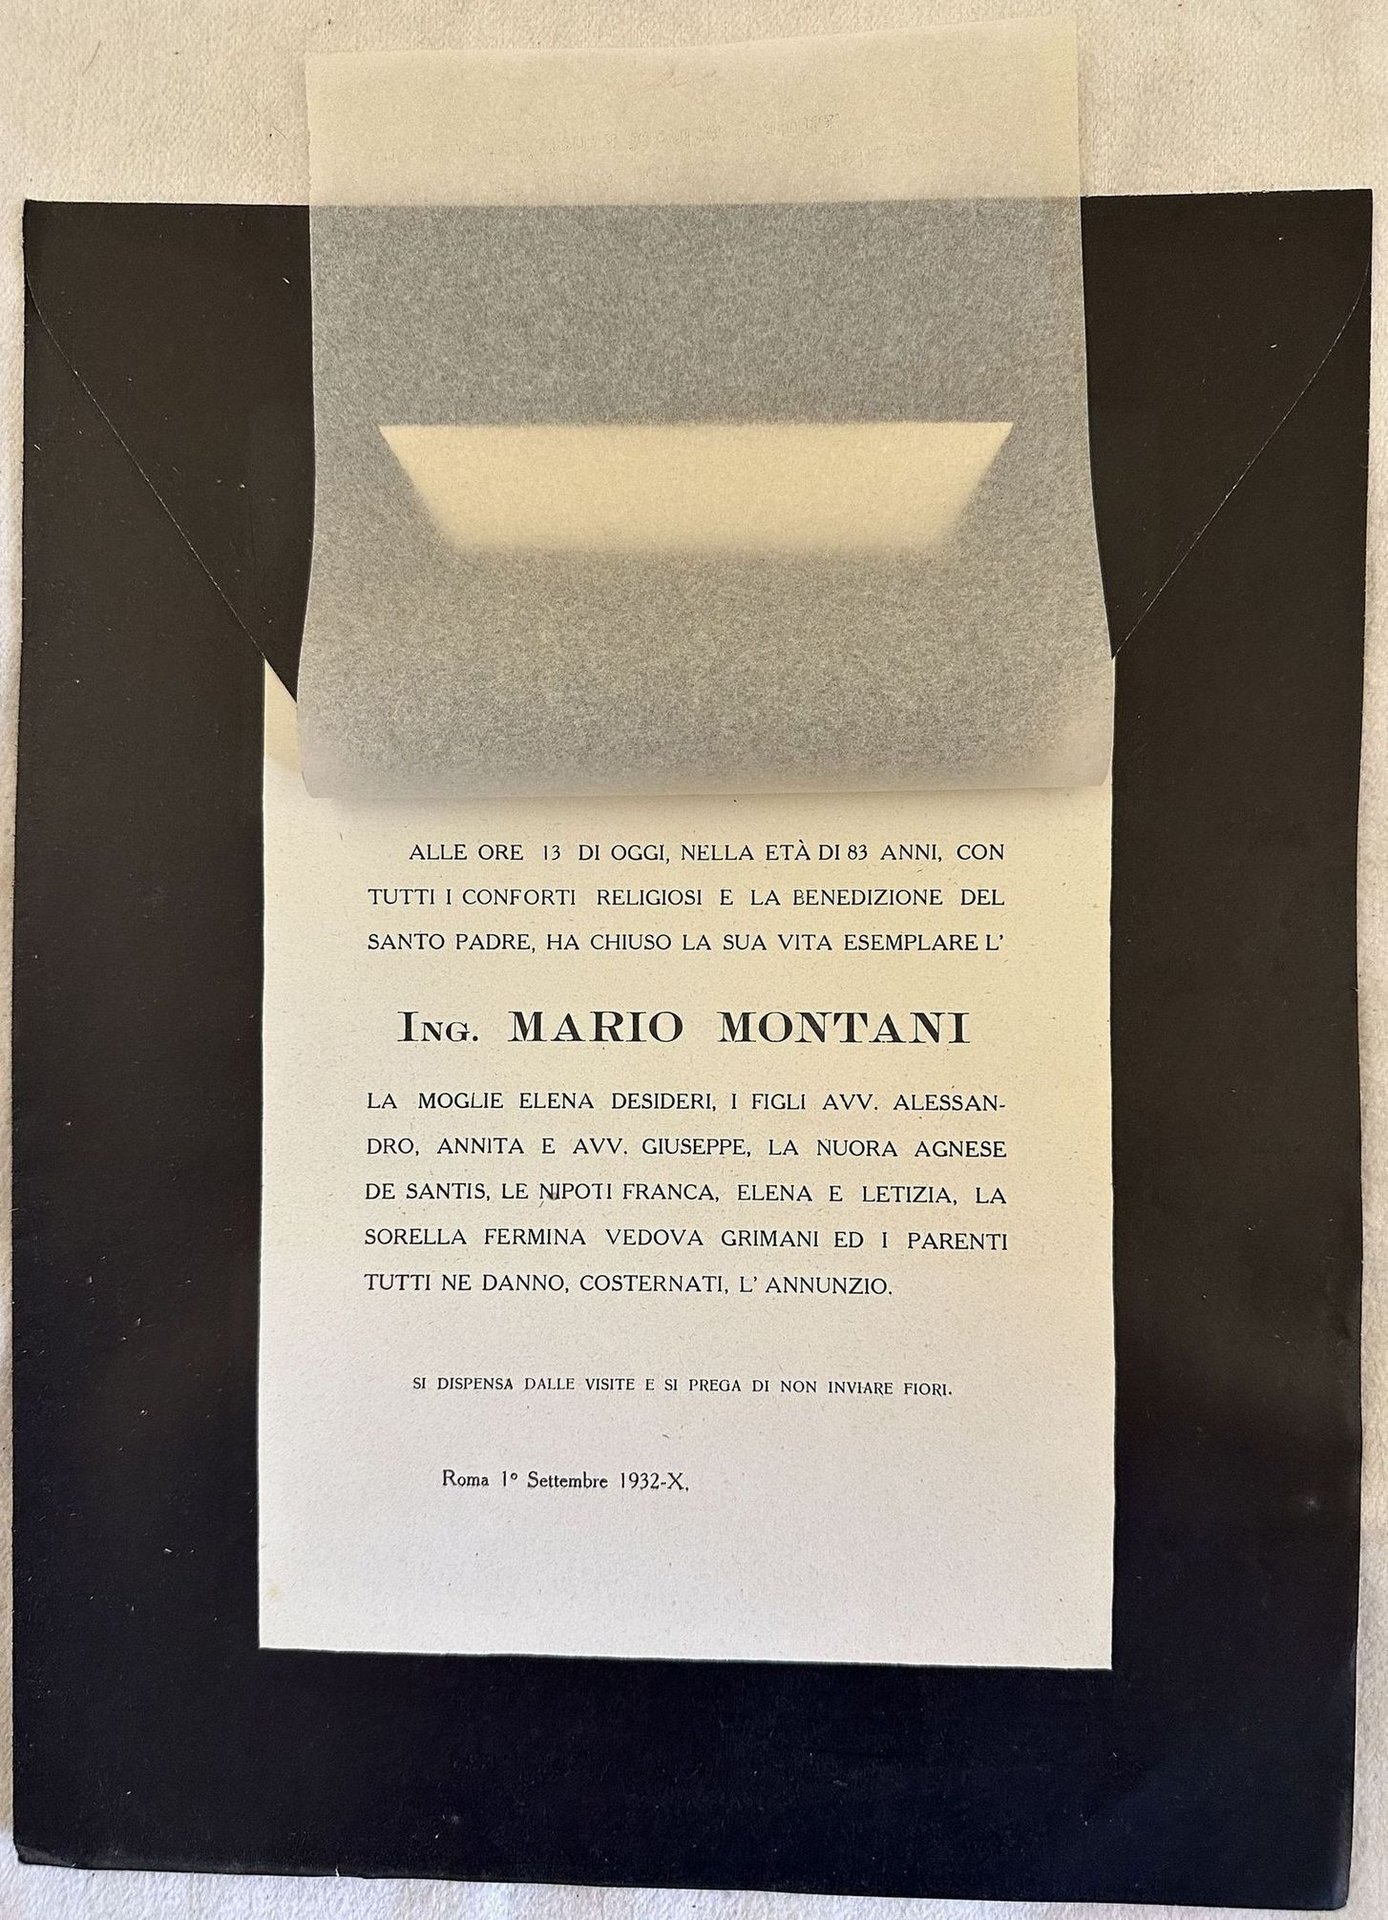 ALLE ORE 13 DI OGGI, NELLA ETÀ DI 83 ANNI, CON
TUTTI I CONFORTI RELIGIOSI E LA BENEDIZIONE DEL
SANTO PADRE, HA CHIUSO LA SUA VITA ESEMPLARE L'
ING. MARIO MONTANI
LA MOGLIE ELENA DESIDERI, I FIGLI AVV. ALESSAN-
DRO, ANNITA E AVV. GIUSEPPE, LA NUORA AGNESE
DE SANTIS, LE NIPOTI FRANCA, ELENA E LETIZIA, LA
SORELLA FERMINA VEDOVA GRIMANI ED I PARENTI
TUTTI NE DANNO, COSTERNATI, L' ANNUNZIO.
SI DISPENSA DALLE VISITE E SI PREGA DI NON INVIARE FIORI.
Roma 1º Settembre 1932-X,